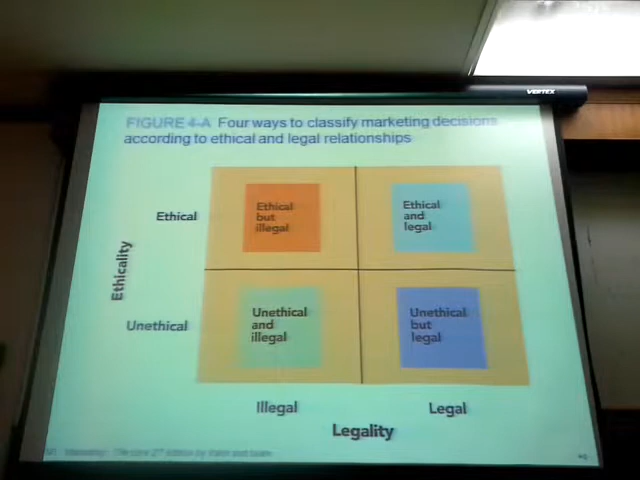 VERTEX
FIGURE 4-A Four ways to classify marketing decisions
according to ethical and legal relationships
Ethical
Ethical
but
illegal
Ethical
and
legal
Ethicality
Unethical
Unethical
and
illegal
Unethical
but
legal
Illegal
Legal
Legality